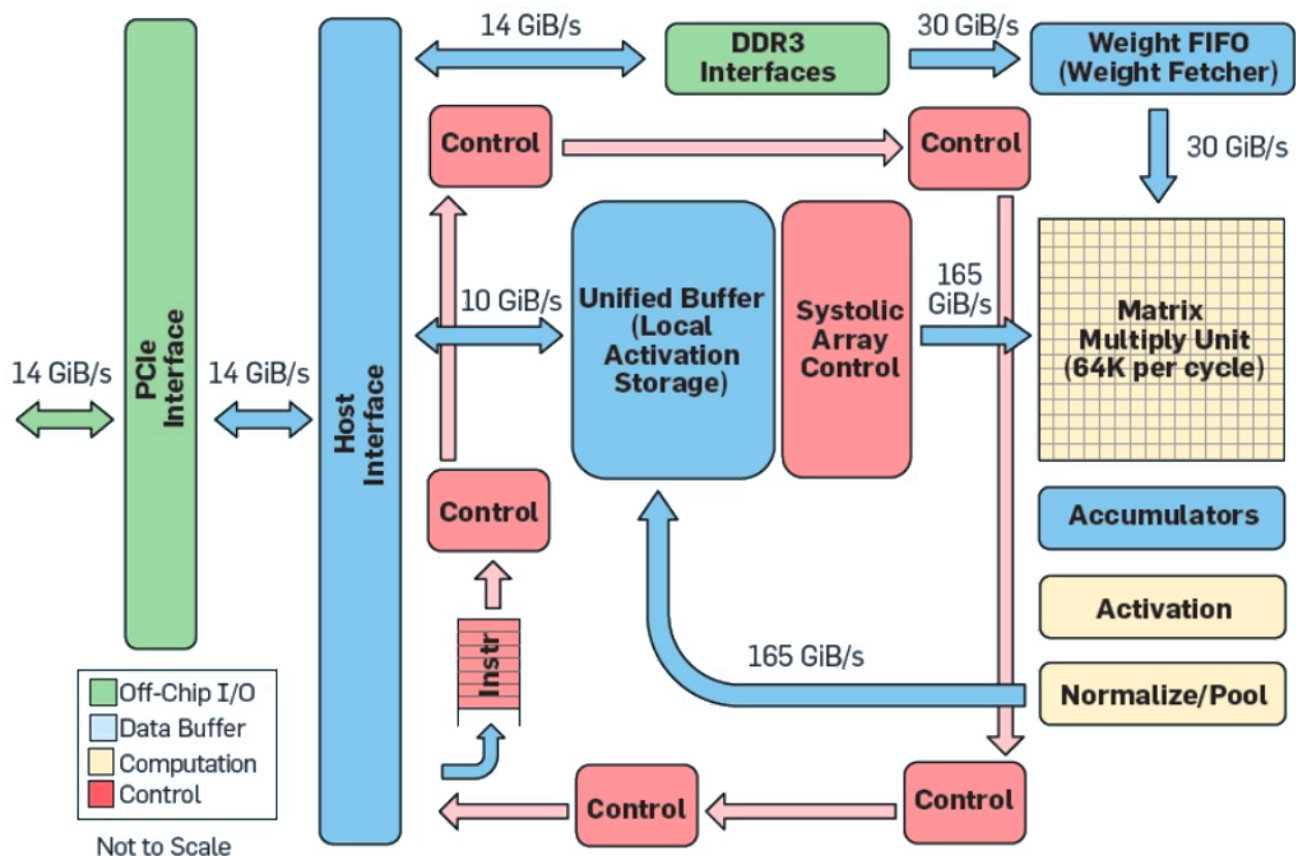 14 GiB/s
30 GiB/s
DDR3
Interfaces
Weight FIFO
(Weight Fetcher)
Control
Control
30 GiB/s
PCIe
Interface
Host
Interface
14 GiB/s
14 GiB/s
10 GiB/s
Unified Buffer
(Local
Activation
Storage)
Systolic
Array
Control
165
GiB/s
Matrix
Multiply Unit
(64K per cycle)
Control
Accumulators
Activation
Instr
165 GiB/s
Normalize/Pool
Off-Chip I/O
Data Buffer
Computation
Control
Not to Scale
Control
Control